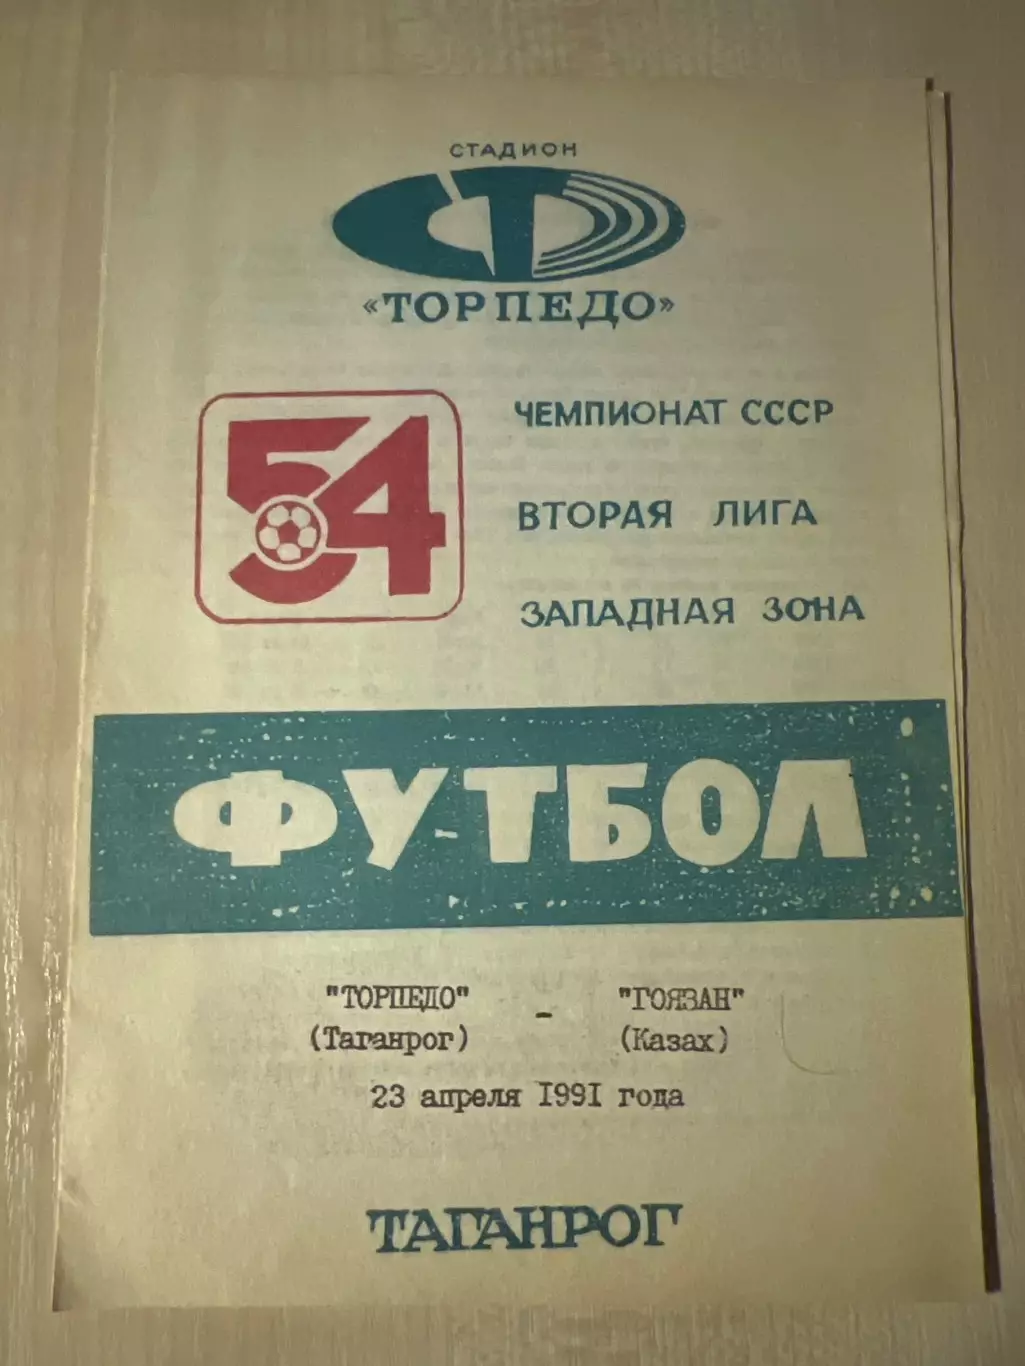 СТАДИОН
«ТОРПЕДО»
54
ЧЕМПИОНАТ СССР
ВТОРАЯ ЛИГА
ЗАПАДНАЯ ЗОНА
ФУТБОЛ
"ТОРПЕДО" - "ГОЯЗАН"
(Таганрог) (Казах)
23 апреля 1991 года
ТАГАНРОГ